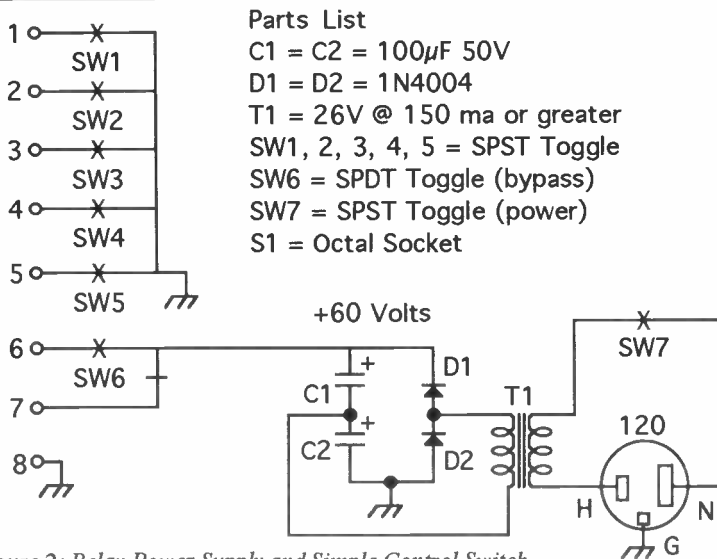 Parts List
C1 = C2 = 100μF 50V
D1 = D2 = 1N4004
T1 = 26V @ 150 ma or greater
SW1, 2, 3, 4, 5 = SPST Toggle
SW6 = SPDT Toggle (bypass)
SW7 = SPST Toggle (power)
S1 = Octal Socket
1
SW1
2
SW2
3
SW3
4
SW4
5
SW5
6
SW6
7
8
+60 Volts
+
C1
+
C2
D1
D2
T1
SW7
120
H
N
G
2: Relay Power Supply and Simple Control Switch